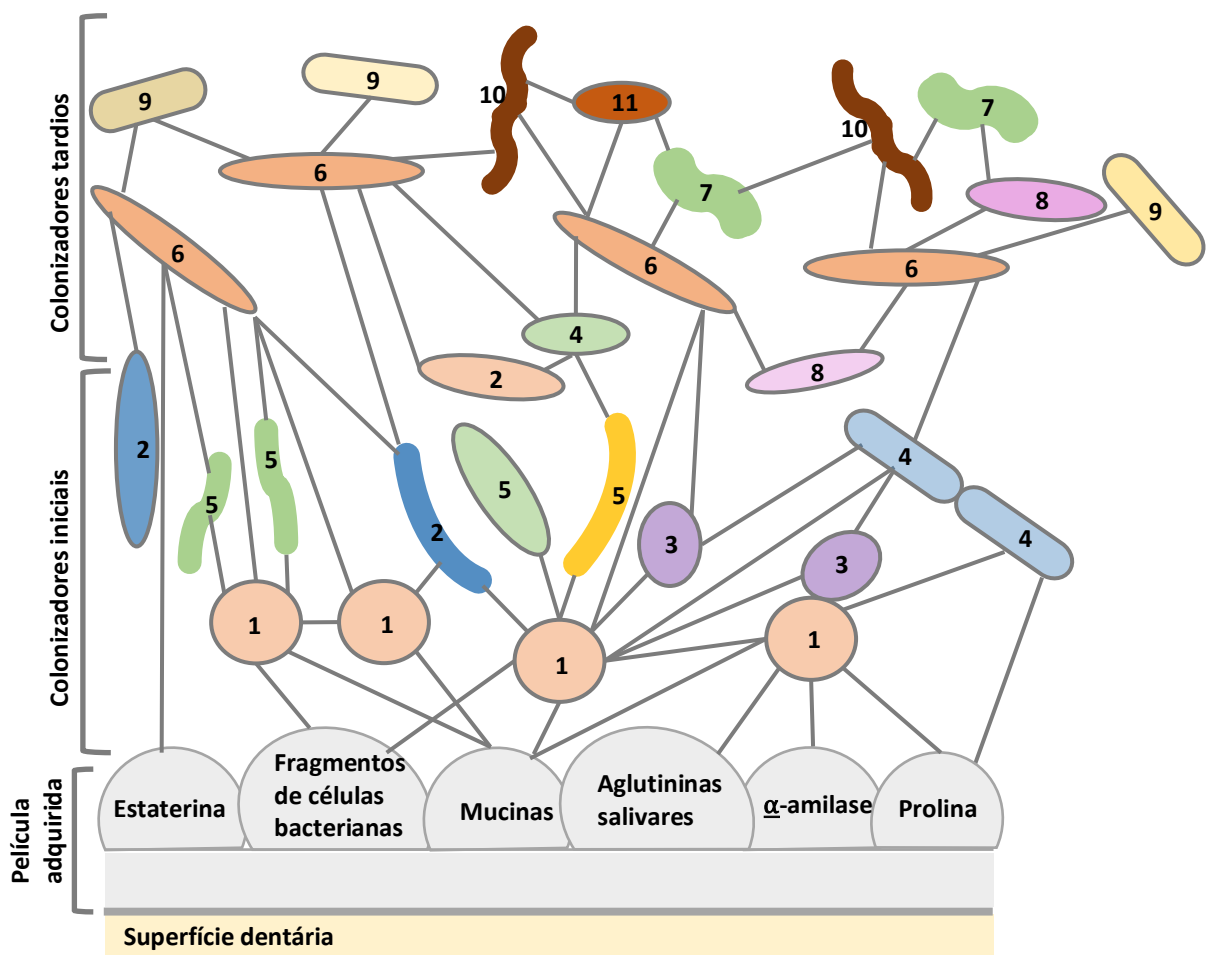 Colonizadores tardios
9
9
10
11
10
7
6
7
8
9
6
6
6
4
2
8
Colonizadores iniciais
2
5
5
2
5
5
3
4
4
3
1
1
1
1
Película
adquirida
Estaterina
Fragmentos
de células
bacterianas
Mucinas
Aglutininas
salivares
α-amilase
Prolina
Superfície dentária